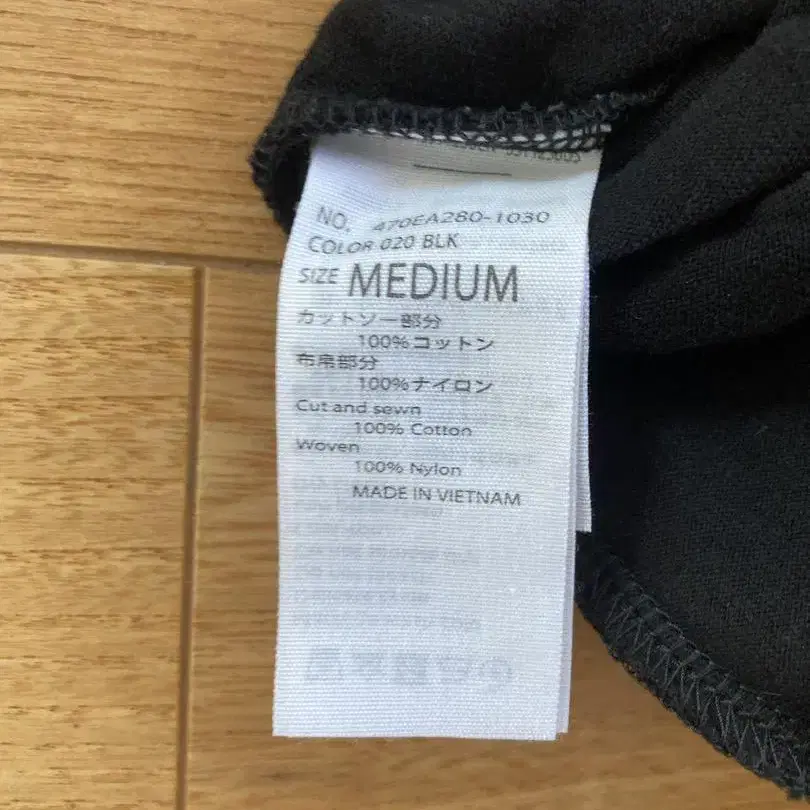 NO. 470EA280-1030
COLOR 020 BLK
SIZE MEDIUM
カットソー部分
100%コットン
布帛部分
100%ナイロン
Cut and sewn
100% Cotton
Woven
100% Nylon
MADE IN VIETNAM